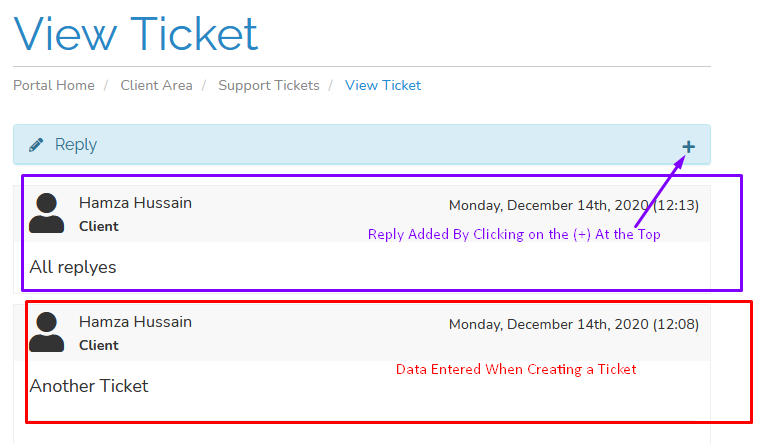 View Ticket
Portal Home / Client Area / Support Tickets / View Ticket
Reply +
Hamza Hussain
Monday, December 14th, 2020 (12:13)
Client
Reply Added By Clicking on the (+) At the Top
All replyes
Hamza Hussain
Monday, December 14th, 2020 (12:08)
Client
Data Entered When Creating a Ticket
Another Ticket